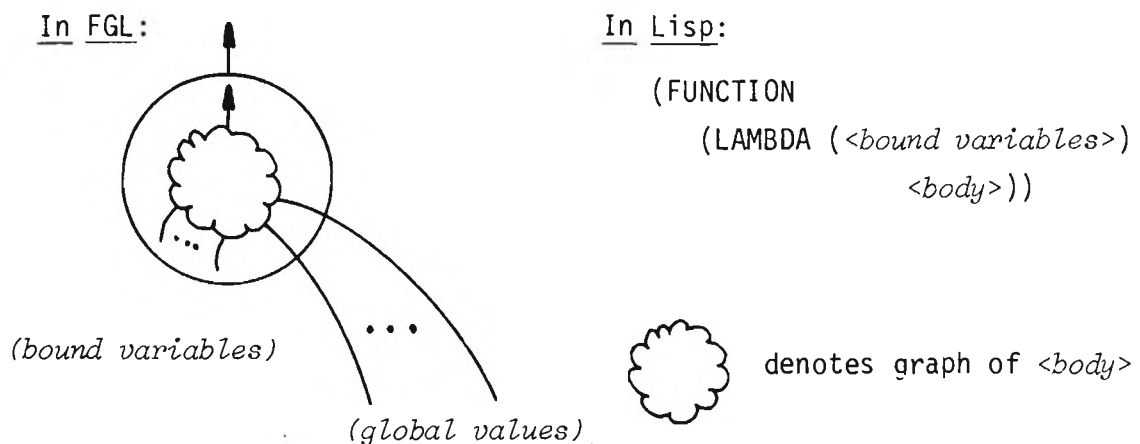 In FGL:
In Lisp:
(FUNCTION
(LAMBDA (<bound variables>)
<body>))
(bound variables)
denotes graph of <body>
(global values)